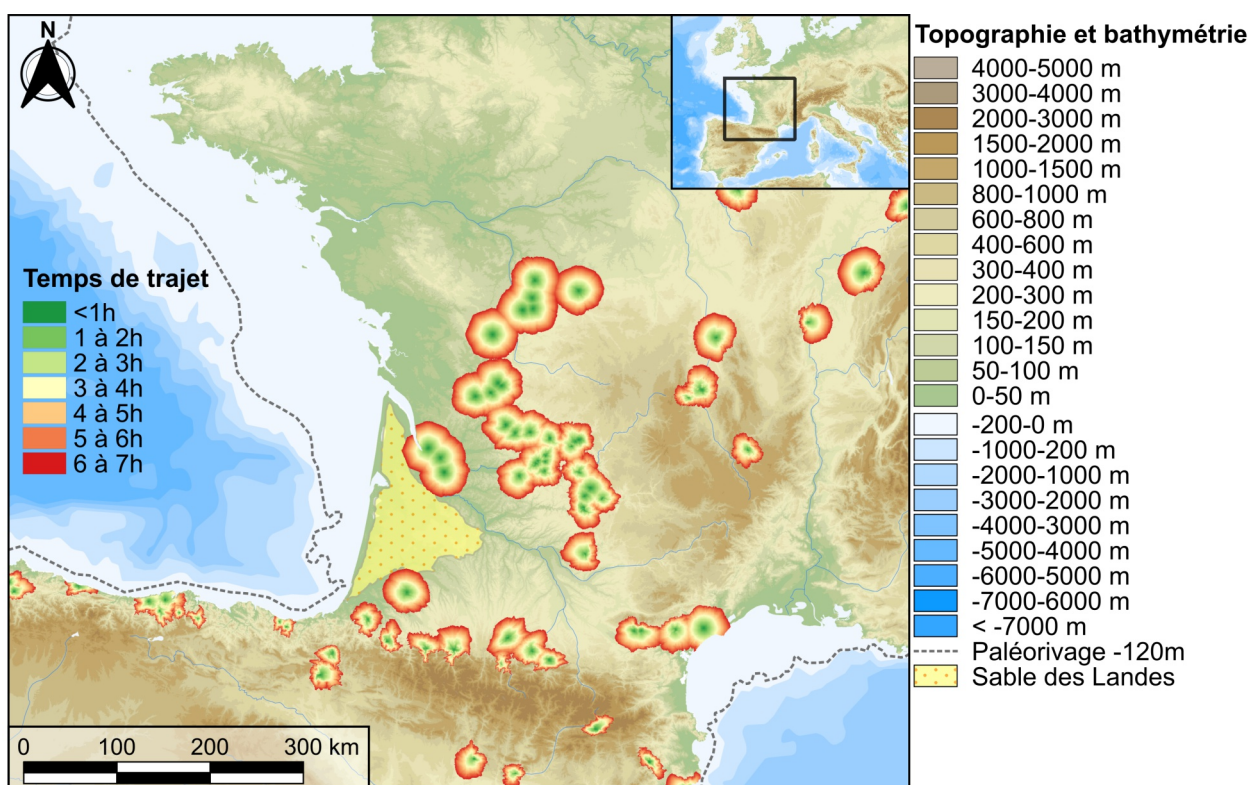 N
Temps de trajet
<1h
1 à 2h
2 à 3h
3 à 4h
4 à 5h
5 à 6h
6 à 7h
0 100 200 300 km
Topographie et bathymétrie
4000-5000 m
3000-4000 m
2000-3000 m
1500-2000 m
1000-1500 m
800-1000 m
600-800 m
400-600 m
300-400 m
200-300 m
150-200 m
100-150 m
50-100 m
0-50 m
-200-0 m
-1000-200 m
-2000-1000 m
-3000-2000 m
-4000-3000 m
-5000-4000 m
-6000-5000 m
-7000-6000 m
< -7000 m
Paléorivage -120m
Sable des Landes